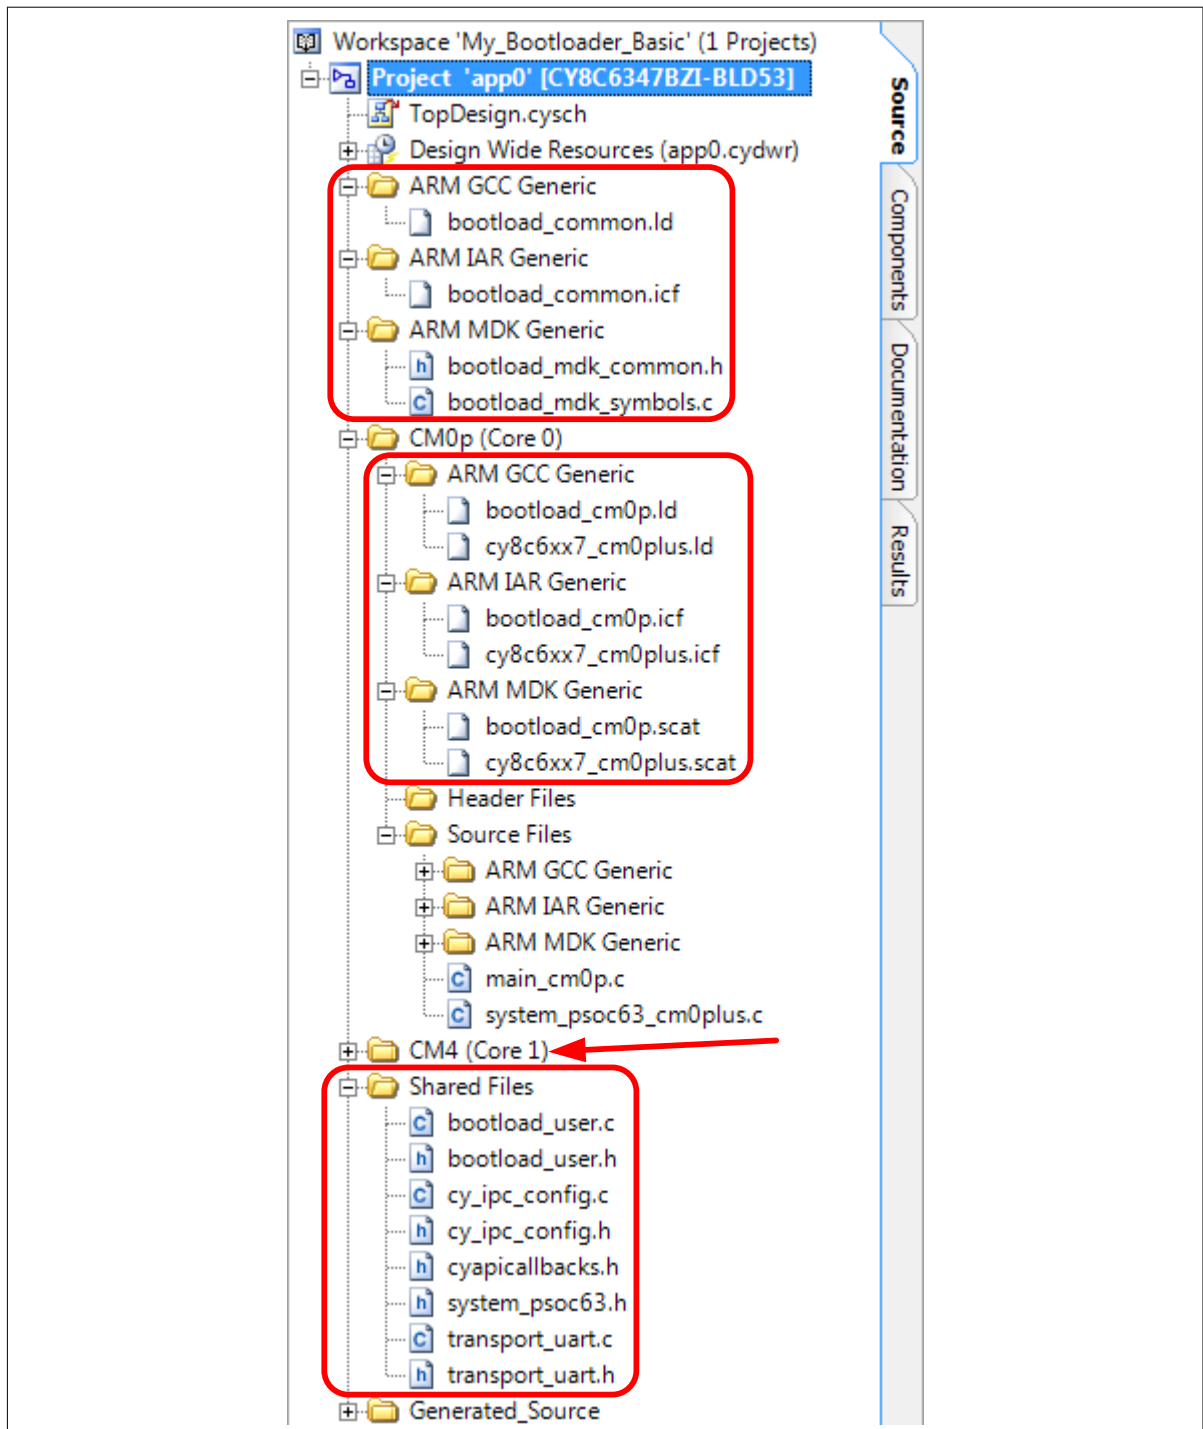 Workspace 'My_Bootloader_Basic' (1 Projects)
Project 'app0' [CY8C6347BZI-BLD53]
TopDesign.cysch
Design Wide Resources (app0.cydwr)
ARM GCC Generic
bootload_common.ld
ARM IAR Generic
bootload_common.icf
ARM MDK Generic
h bootload_mdk_common.h
c bootload_mdk_symbols.c
CM0p (Core 0)
ARM GCC Generic
bootload_cm0p.ld
cy8c6xx7_cm0plus.ld
ARM IAR Generic
bootload_cm0p.icf
cy8c6xx7_cm0plus.icf
ARM MDK Generic
bootload_cm0p.scat
cy8c6xx7_cm0plus.scat
Header Files
Source Files
ARM GCC Generic
ARM IAR Generic
ARM MDK Generic
c main_cm0p.c
c system_psoc63_cm0plus.c
CM4 (Core 1)
Shared Files
c bootload_user.c
h bootload_user.h
c cy_ipc_config.c
h cy_ipc_config.h
h cyapicallbacks.h
h system_psoc63.h
c transport_uart.c
h transport_uart.h
Generated_Source
Source
Components
Documentation
Results